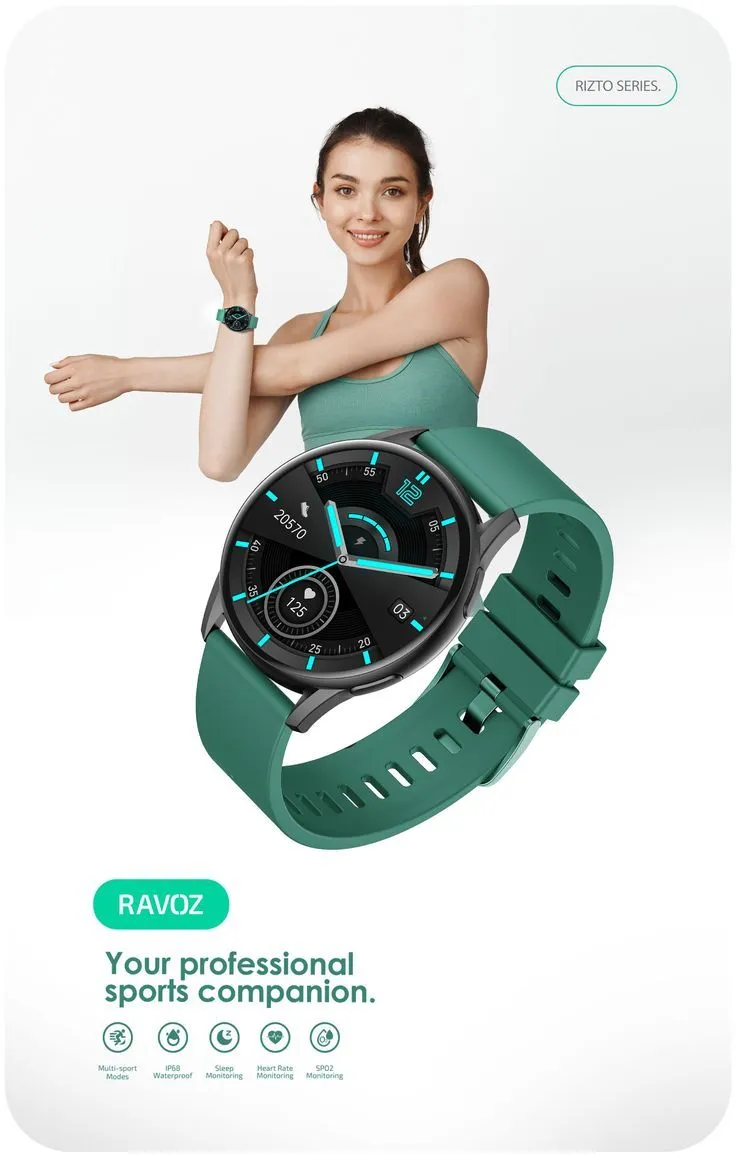 RIZTO SERIES.
50
55
12
05
20570
40
35
125
03
25
20
RAVOZ
Your professional
sports companion.
Multi-sport
Modes
IP68
Waterproof
Sleep
Monitoring
Heart Rate
Monitoring
SPO2
Monitoring